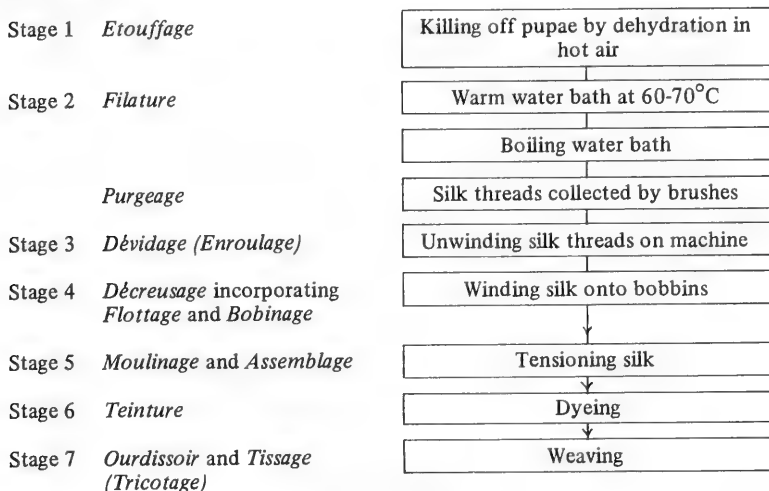 Stage 1 Etouffage Killing off pupae by dehydration in
hot air
Stage 2 Filature Warm water bath at 60-70°C
Boiling water bath
Purgeage Silk threads collected by brushes
Stage 3 Dévidage (Enroulage) Unwinding silk threads on machine
Stage 4 Décreusage incorporating Winding silk onto bobbins
Flottage and Bobinage
Stage 5 Moulinage and Assemblage Tensioning silk
Stage 6 Teinture Dyeing
Stage 7 Ourdissoir and Tissage Weaving
(Tricotage)